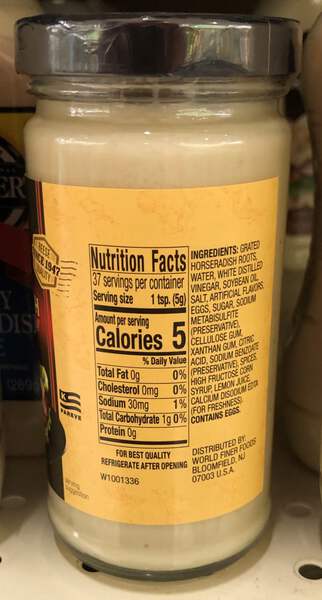 Nutrition Facts
37 servings per container
Serving size 1 tsp. (5g)
Amount per serving
Calories 5
% Daily Value
Total Fat 0g 0%
Cholesterol 0mg 0%
Sodium 30mg 1%
Total Carbohydrate 1g 0%
Protein 0g
FOR BEST QUALITY
REFRIGERATE AFTER OPENING
W1001336
INGREDIENTS: GRATED
HORSERADISH ROOTS,
WATER, WHITE DISTILLED
VINEGAR, SOYBEAN OIL,
SALT, ARTIFICIAL FLAVORS,
EGGS, SUGAR, SODIUM
METABISULFITE
(PRESERVATIVE),
CELLULOSE GUM,
XANTHAN GUM, CITRIC
ACID, SODIUM BENZOATE
(PRESERVATIVE), SPICES,
HIGH FRUCTOSE CORN
SYRUP, LEMON JUICE,
CALCIUM DISODIUM EDTA
(FOR FRESHNESS).
CONTAINS EGGS.
DISTRIBUTED BY:
WORLD FINER FOODS
BLOOMFIELD, NJ
07003 U.S.A.
SINCE 1947
PAREVE
serving
suggestion